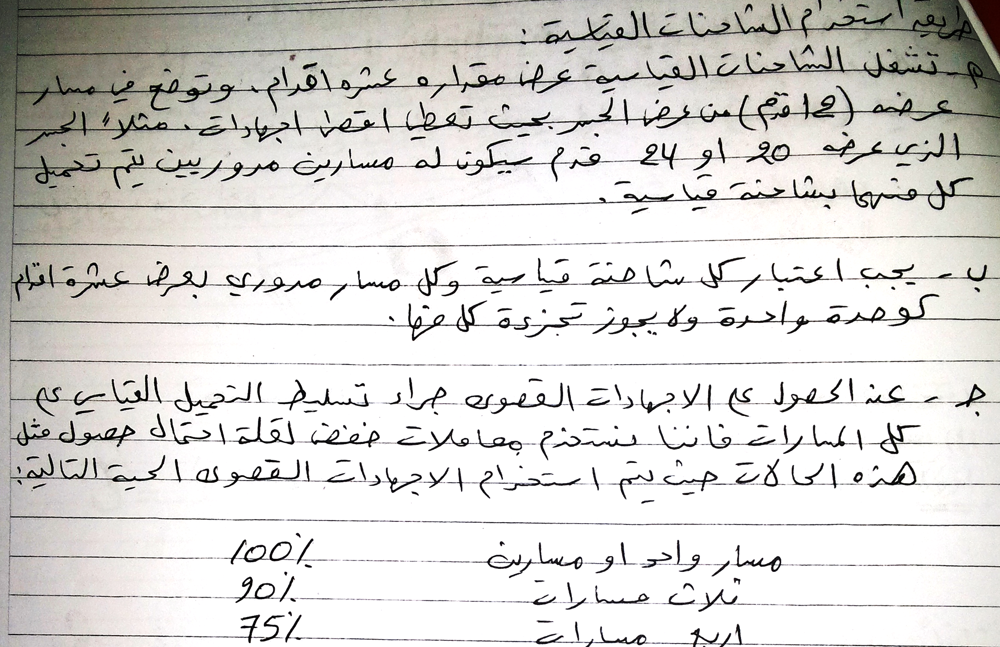 طريقة استخدام الشاحنات القياسية :
م- تشغل الشاحنات القياسية عرض مقداره عشره اقدام، وتوضع في مسار
عرضه (12 قدم) من عرض الجسر بحيث تعطي اقصى اجهادات. مثلاً الجسر
الذي عرضه 20 او 24 قدم سيكون له مسارين مروريين يتم تحميل
كل منهما بشاحنة قياسية.
ب- يجب اعتبار كل شاحنة قياسية وكل مسار مروري بعرض عشرة اقدام
كوحدة واحدة ولا يجوز تجزءة كل منها.
جـ - عند الحصول على الاجهادات القصوى جراء تسليط التحميل القياسي على
كل المسارات فاننا نستخدم معاملات خفض لقلة احتمال حصول مثل
هذه الحالات حيث يتم استخدام الاجهادات القصوى الحية التالية:
مسار واحد او مسارين 100%
ثلاث مسارات 90%
اربع مسارات 75%